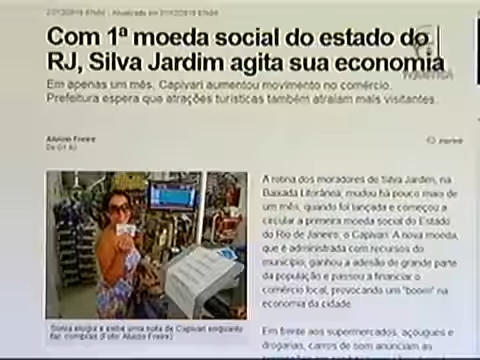 Com 1ª moeda social do estado do
RJ, Silva Jardim agita sua economia
Em apenas um mês, Capivari aumentou movimento no comércio.
Prefeitura espera que atrações turísticas também atraiam mais visitantes.
Aluizio Freire
Do G1 RJ
imprimir
A rotina dos moradores de Silva Jardim, na
Baixada Litorânea, mudou há pouco mais de
um mês, quando foi lançada e começou a
circular a primeira moeda social do Estado
do Rio de Janeiro, o Capivari. A nova moeda,
que é administrada com recursos do
município, ganhou a adesão de grande parte
da população e passou a financiar o
comércio local, provocando um "boom" na
economia da cidade.
Sonia elogia e exibe uma nota de Capivari enquanto
faz compras (Foto: Aluizio Freire)
Em frente aos supermercados, açougues e
drogarias, carros de bom anunciam as